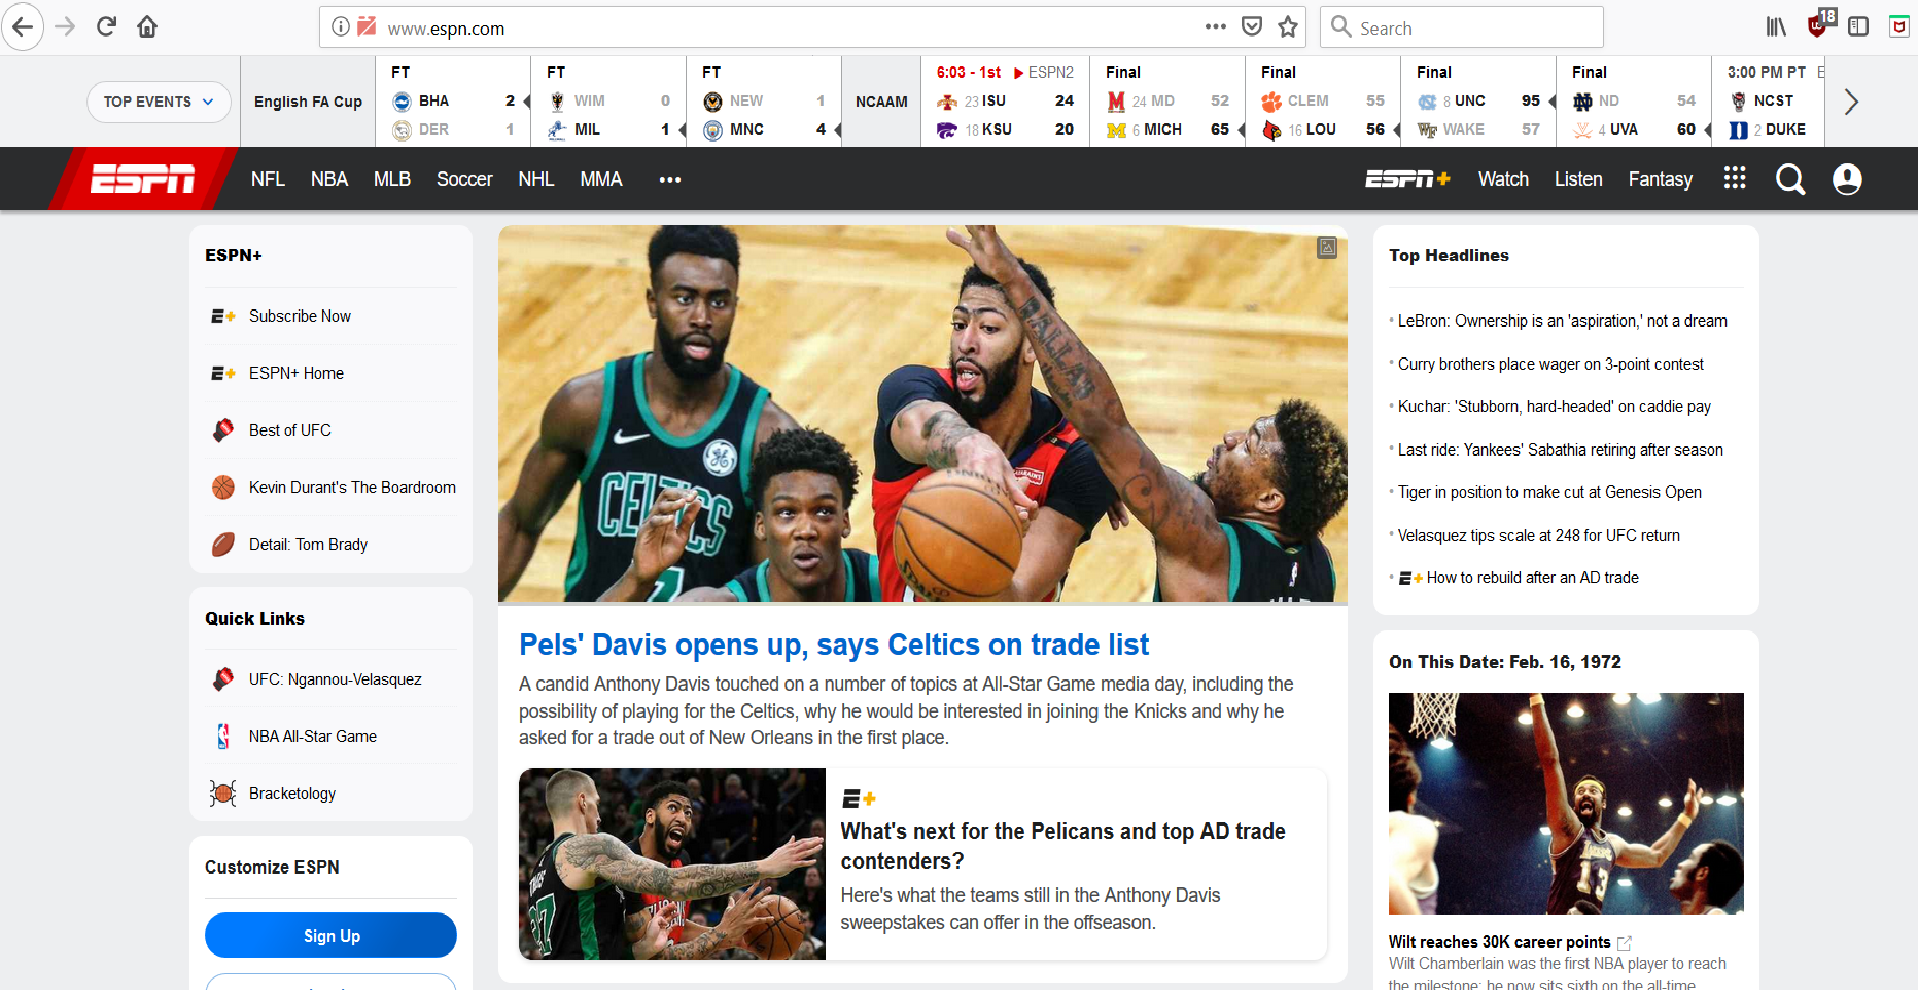 www.espn.com
Search
18
TOP EVENTS
English FA Cup
FT
BHA 2
DER 1
FT
WIM 0
MIL 1
FT
NEW 1
MNC 4
NCAAM
6:03 - 1st ESPN2
23 ISU 24
18 KSU 20
Final
24 MD 52
6 MICH 65
Final
CLEM 55
16 LOU 56
Final
8 UNC 95
WAKE 57
Final
ND 54
4 UVA 60
3:00 PM PT E
NCST
2 DUKE
ESPN
NFL NBA MLB Soccer NHL MMA
ESPN+ Watch Listen Fantasy
ESPN+
E+ Subscribe Now
E+ ESPN+ Home
Best of UFC
Kevin Durant's The Boardroom
Detail: Tom Brady
Quick Links
UFC: Ngannou-Velasquez
NBA All-Star Game
Bracketology
Customize ESPN
Sign Up
BALLAH
CELTICS
SPALDING
Pels' Davis opens up, says Celtics on trade list
A candid Anthony Davis touched on a number of topics at All-Star Game media day, including the
possibility of playing for the Celtics, why he would be interested in joining the Knicks and why he
asked for a trade out of New Orleans in the first place.
37
E+
What's next for the Pelicans and top AD trade
contenders?
Here's what the teams still in the Anthony Davis
sweepstakes can offer in the offseason.
Top Headlines
LeBron: Ownership is an 'aspiration,' not a dream
Curry brothers place wager on 3-point contest
Kuchar: 'Stubborn, hard-headed' on caddie pay
Last ride: Yankees' Sabathia retiring after season
Tiger in position to make cut at Genesis Open
Velasquez tips scale at 248 for UFC return
E+ How to rebuild after an AD trade
On This Date: Feb. 16, 1972
13
Wilt reaches 30K career points
Wilt Chamberlain was the first NBA player to reach
the milestone; he now sits sixth on the all-time